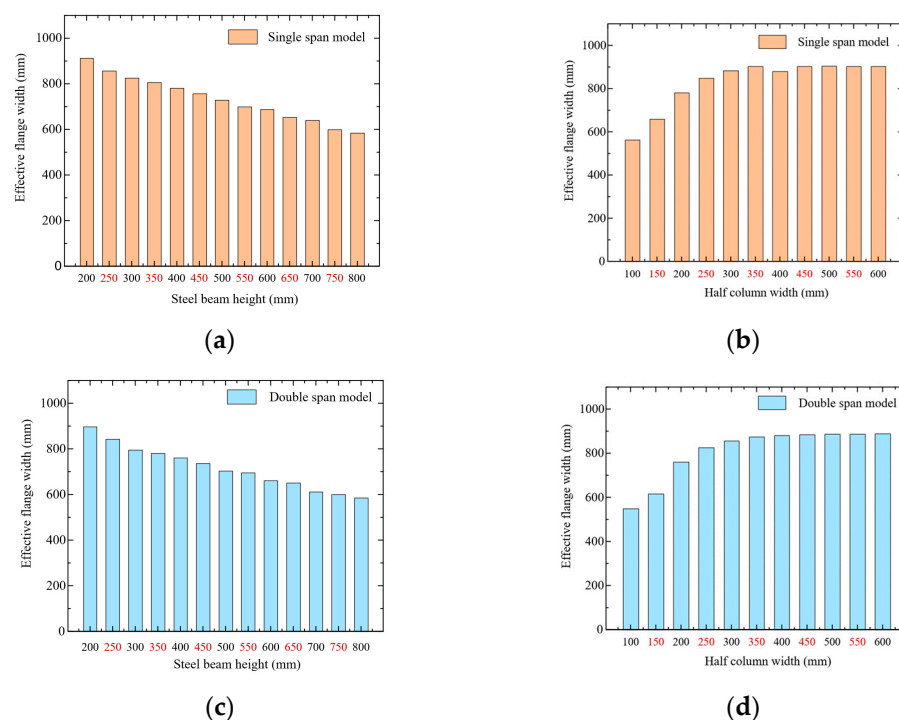 Single span model
1000
800
600
400
200
0
Effective flange width (mm)
200 250 300 350 400 450 500 550 600 650 700 750 800
Steel beam height (mm)
(a)
Single span model
1000
800
600
400
200
0
Effective flange width (mm)
100 150 200 250 300 350 400 450 500 550 600
Half column width (mm)
(b)
Double span model
1000
800
600
400
200
0
Effective flange width (mm)
200 250 300 350 400 450 500 550 600 650 700 750 800
Steel beam height (mm)
(c)
Double span model
1000
800
600
400
200
0
Effective flange width (mm)
100 150 200 250 300 350 400 450 500 550 600
Half column width (mm)
(d)